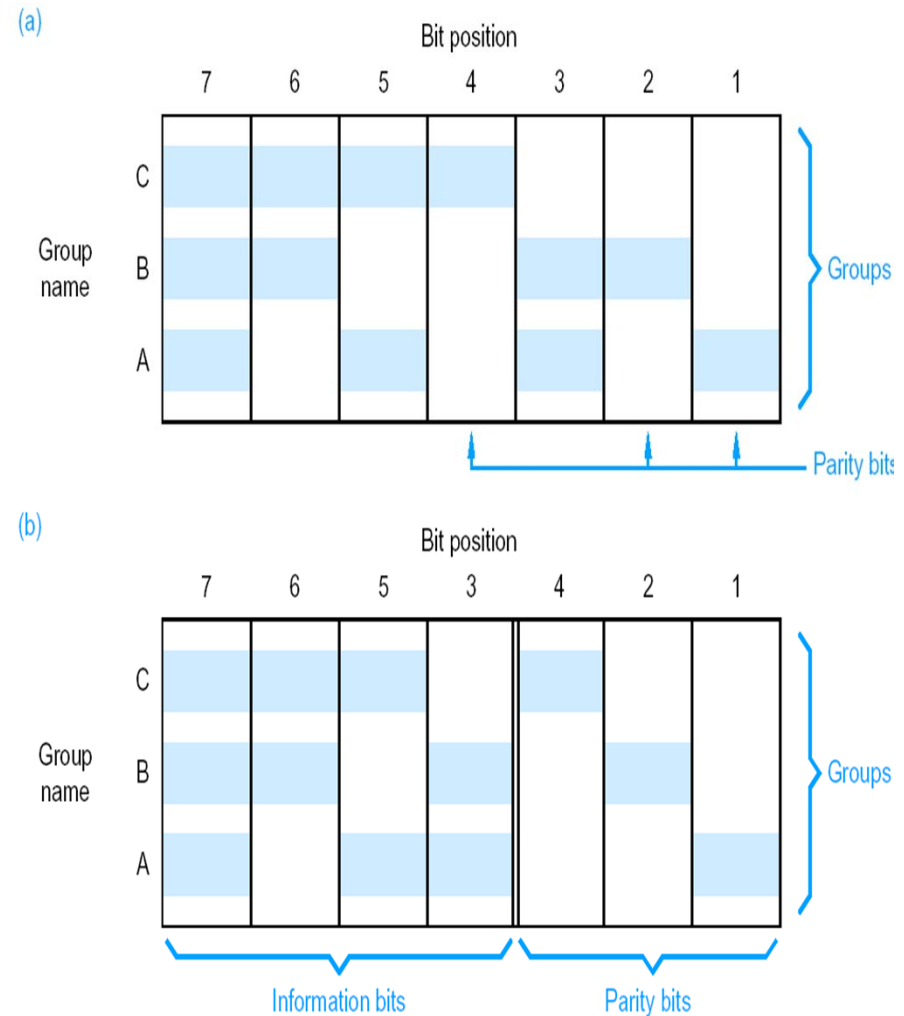 (a)
Bit position
7 6 5 4 3 2 1
C
Group
name
B
A
Groups
Parity bits
(b)
Bit position
7 6 5 3 4 2 1
C
Group
name
B
A
Groups
Information bits
Parity bits